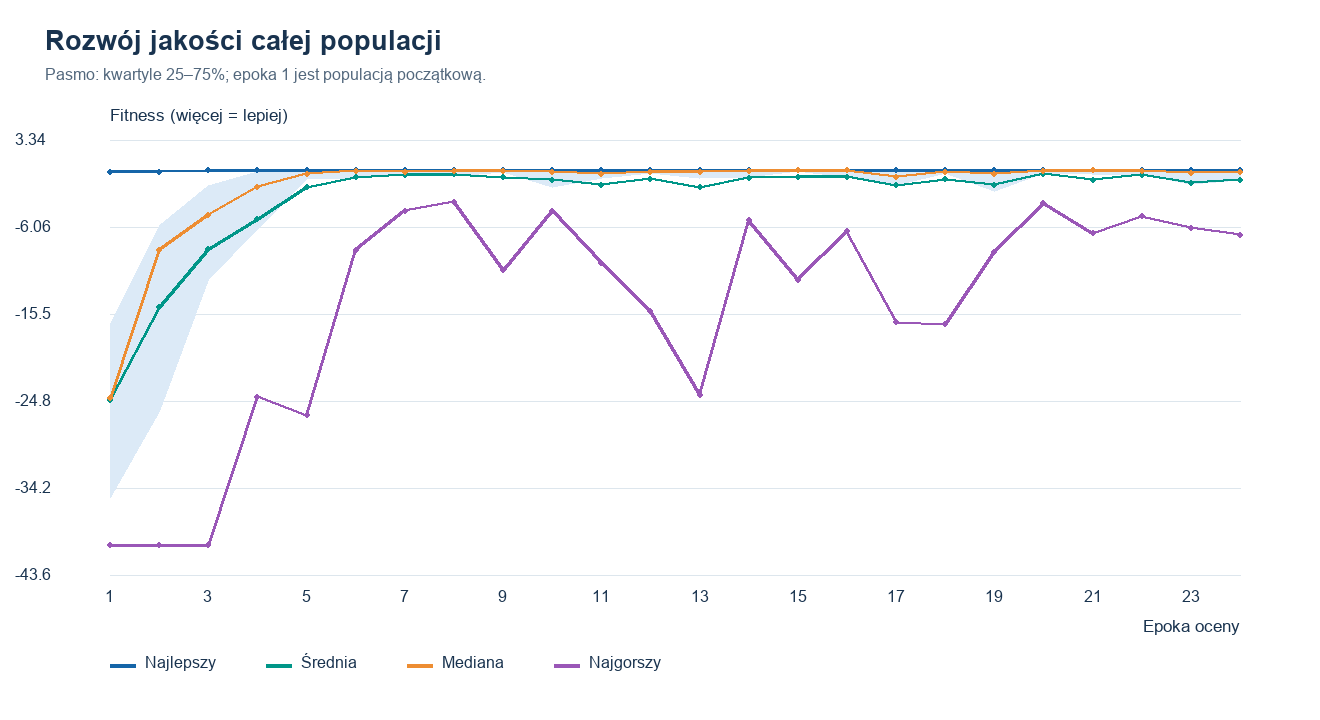 Rozwój jakości całej populacji
Pasmo: kwartyle 25–75%; epoka 1 jest populacją początkową.
Fitness (więcej = lepiej)
3.34
-6.06
-15.5
-24.8
-34.2
-43.6
1 3 5 7 9 11 13 15 17 19 21 23
Epoka oceny
Najlepszy Średnia Mediana Najgorszy